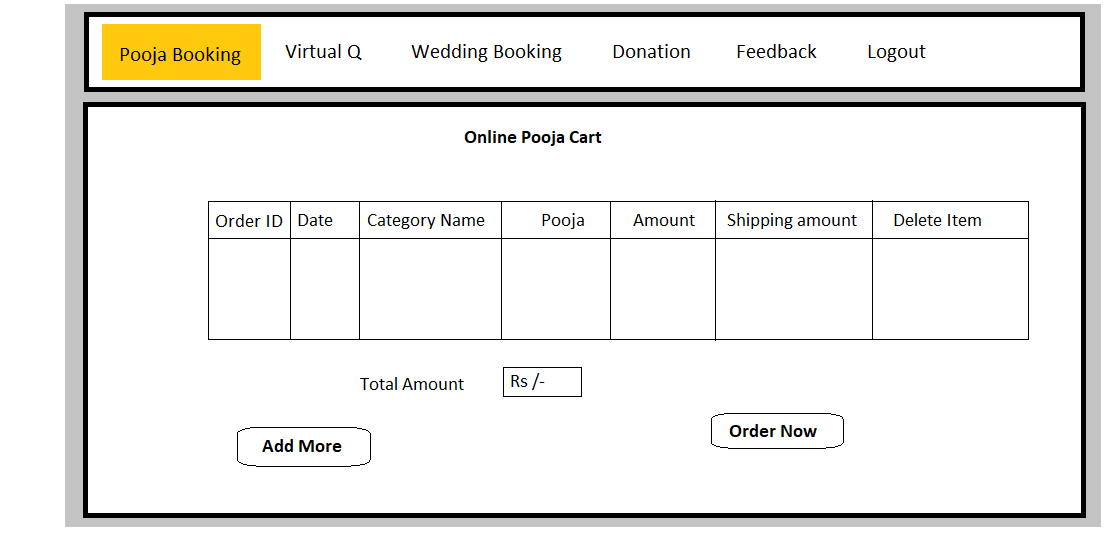 Pooja Booking Virtual Q Wedding Booking Donation Feedback Logout
Online Pooja Cart
Order ID Date Category Name Pooja Amount Shipping amount Delete Item
Total Amount Rs /-
Add More Order Now